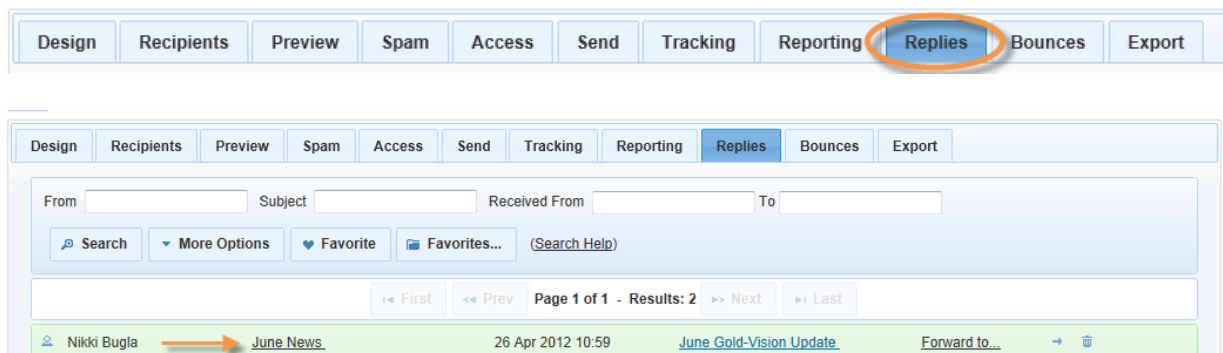 Design Recipients Preview Spam Access Send Tracking Reporting Replies Bounces Export
Design Recipients Preview Spam Access Send Tracking Reporting Replies Bounces Export
From Subject Received From To
Search More Options Favorite Favorites... (Search Help)
First Prev Page 1 of 1 - Results: 2 Next Last
Nikki Bugla June News 26 Apr 2012 10:59 June Gold-Vision Update Forward to...